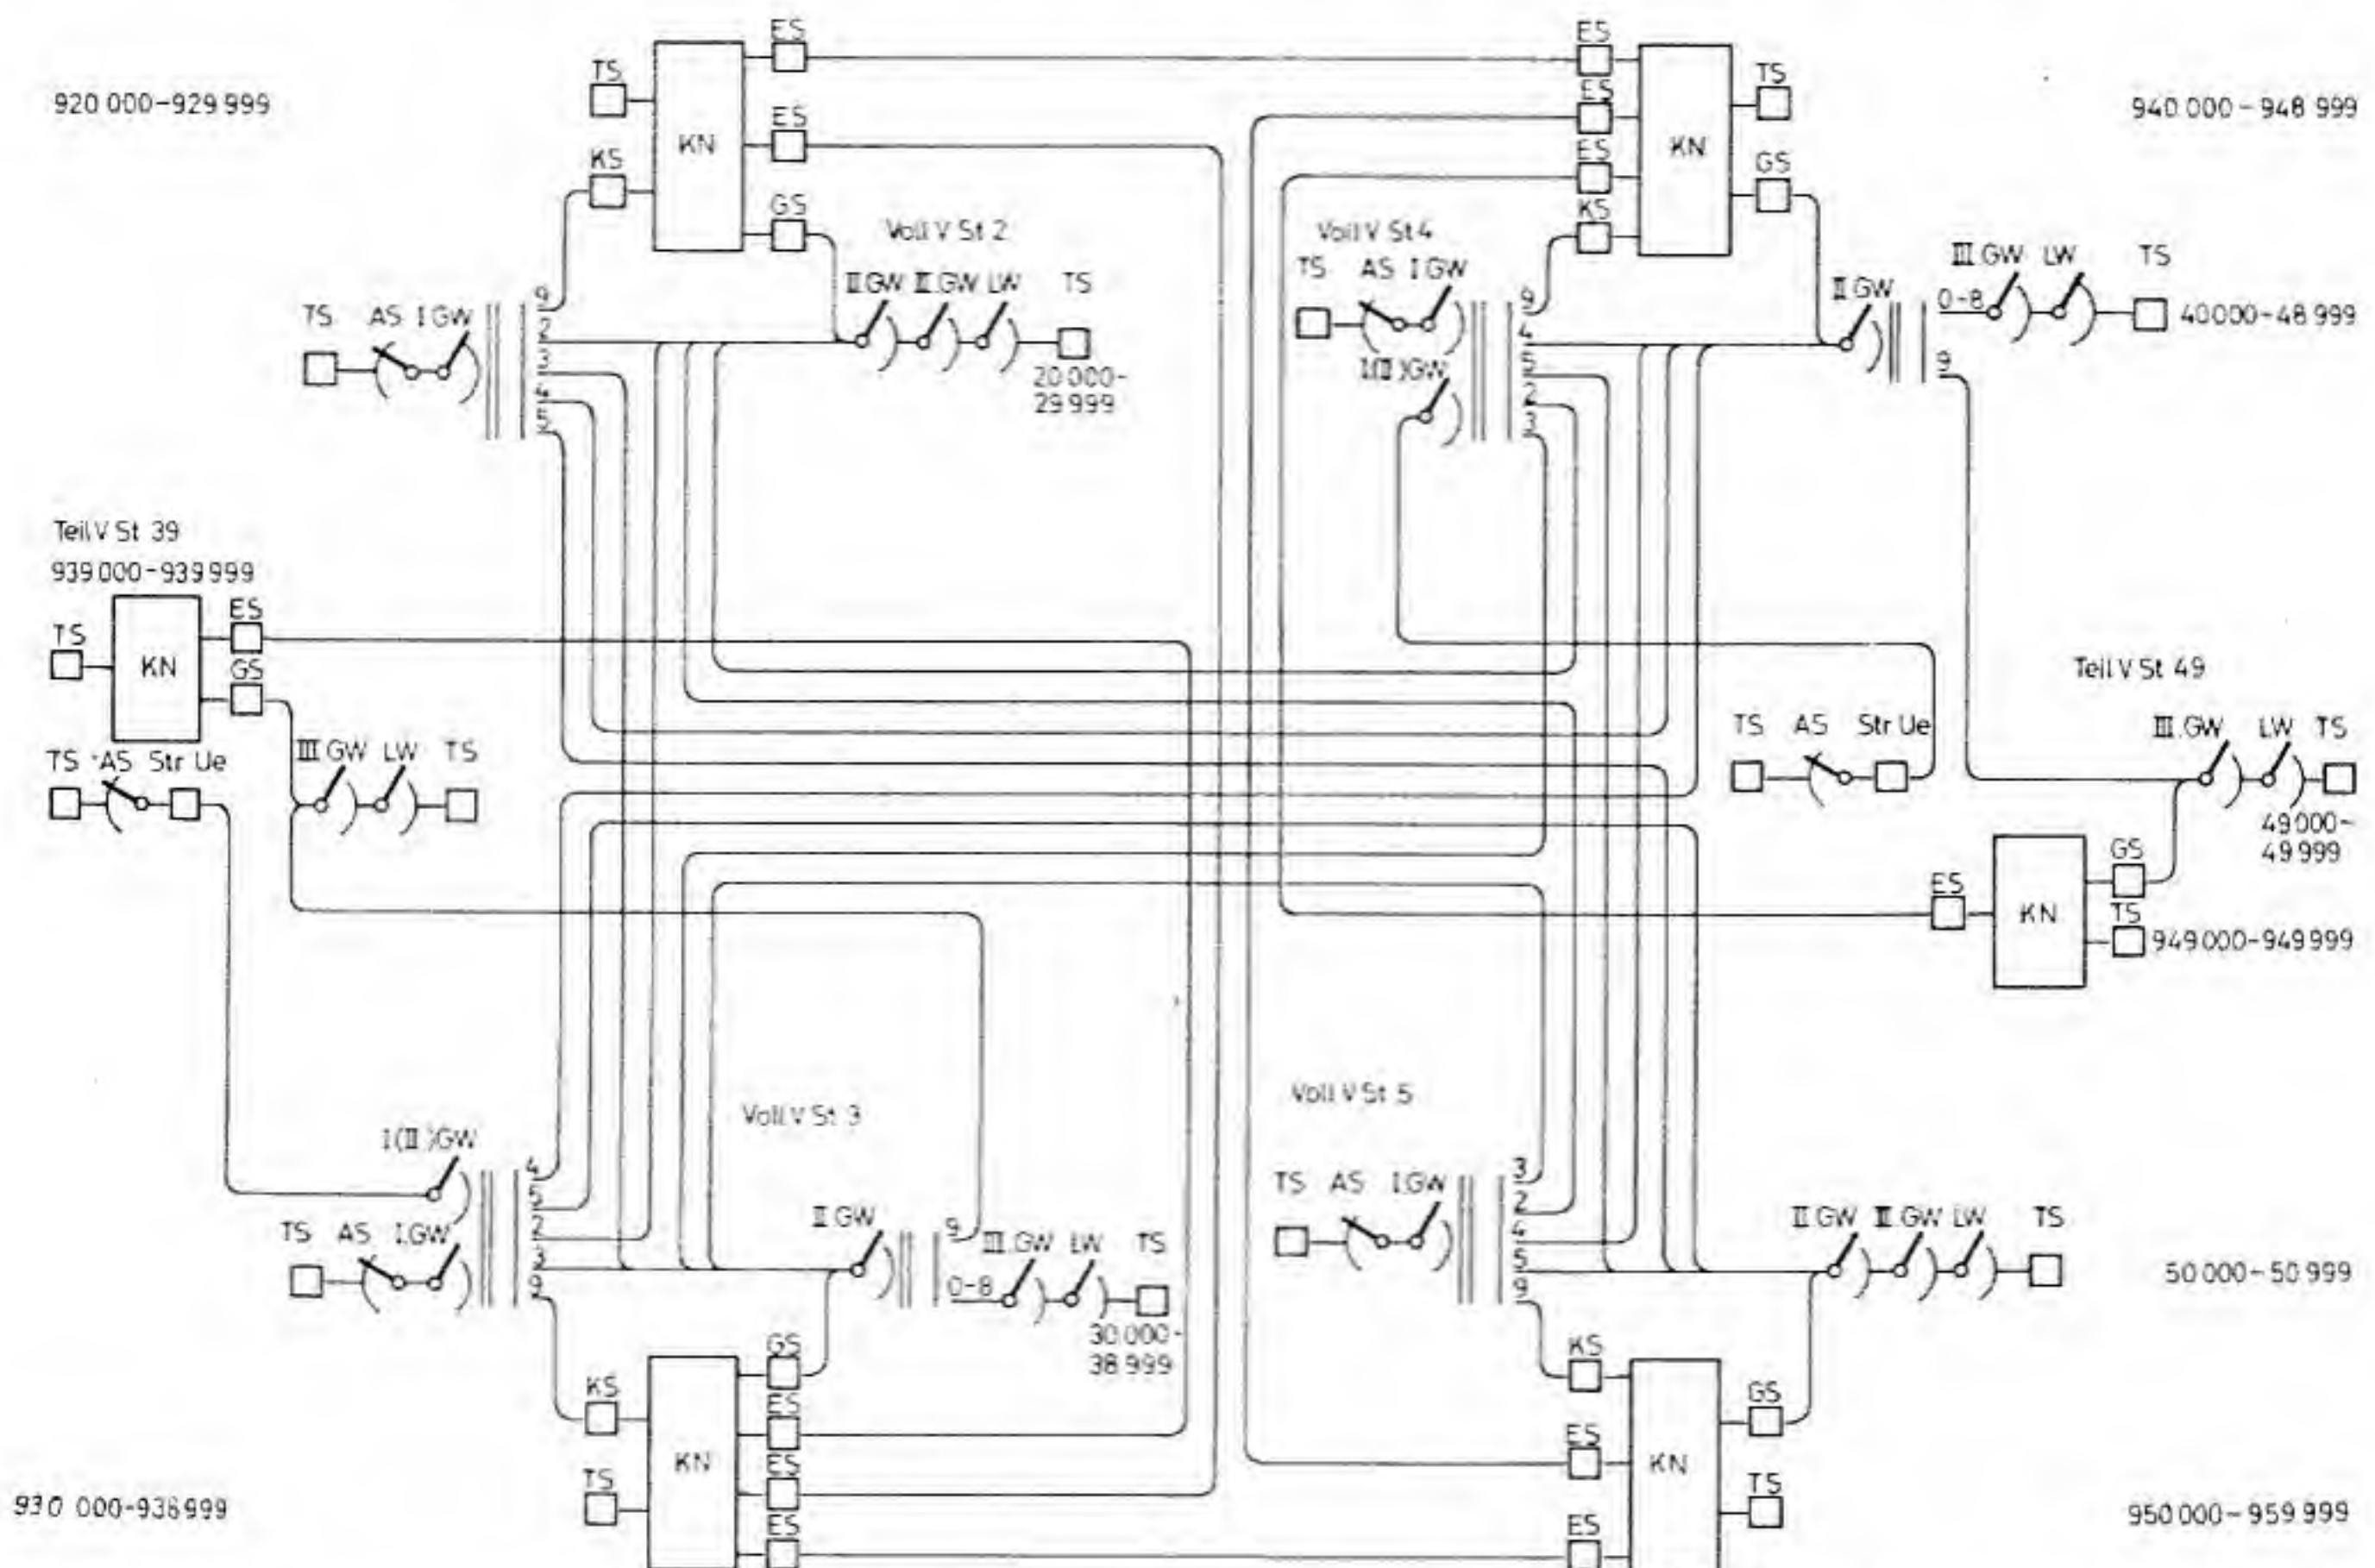 920 000-929 999
TS
KS
KN
ES
ES
GS
Voll V St 2
II GW III GW LW TS
20 000-
29 999
TS AS I GW
9
2
3
4
5
ES
ES
ES
KS
KN
TS
GS
940 000-948 999
Voll V St 4
TS AS I GW
I(II)GW
9
4
5
2
3
II GW
III GW LW TS
0-8
40000-48 999
9
Teil V St 39
939 000-939 999
TS
KN
ES
GS
TS AS Str Ue
III GW LW TS
Teil V St 49
TS AS Str Ue
III.GW LW TS
49 000-
49 999
ES
KN
GS
TS
949 000-949 999
Voll V St 3
I(II)GW
TS AS I.GW
4
5
2
3
9
II GW
9
0-8
III GW LW TS
30 000-
38 999
KS
TS
KN
GS
ES
ES
ES
930 000-938999
Voll V St 5
TS AS I.GW
3
2
4
5
9
II GW III GW LW TS
50 000-50 999
KS
ES
ES
KN
GS
TS
950 000-959 999